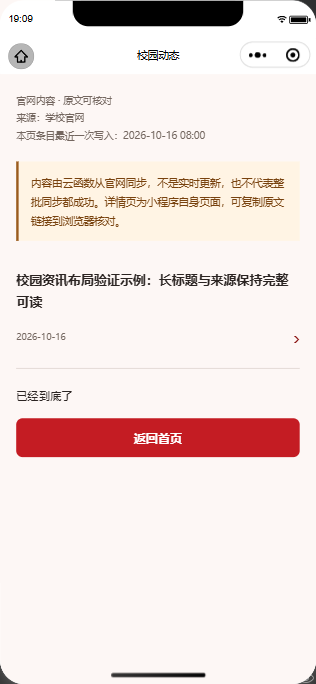 19:09
校园动态
官网内容 · 原文可核对
来源：学校官网
本页条目最近一次写入：2026-10-16 08:00
内容由云函数从官网同步，不是实时更新，也不代表整
批同步都成功。详情页为小程序自身页面，可复制原文
链接到浏览器核对。
校园资讯布局验证示例：长标题与来源保持完整
可读
2026-10-16
已经到底了
返回首页